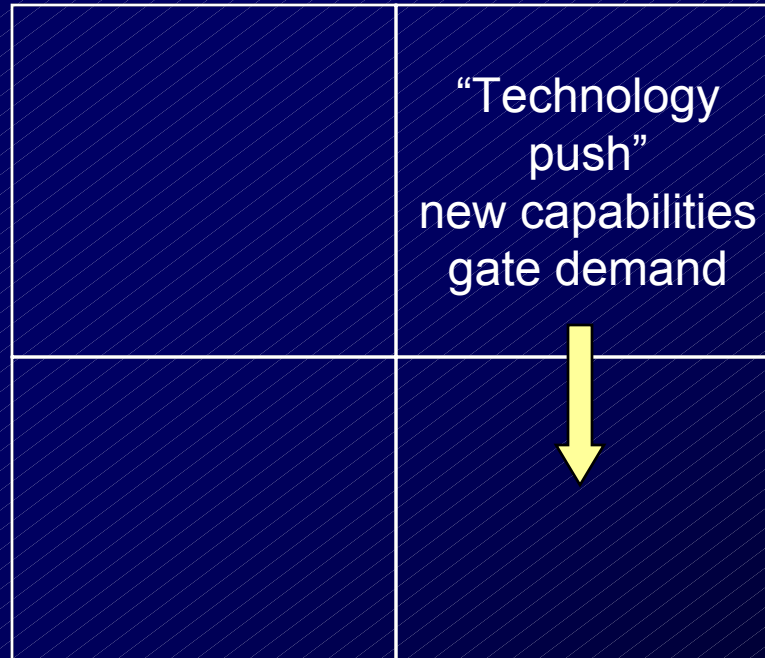 “Technology
push”
new capabilities
gate demand